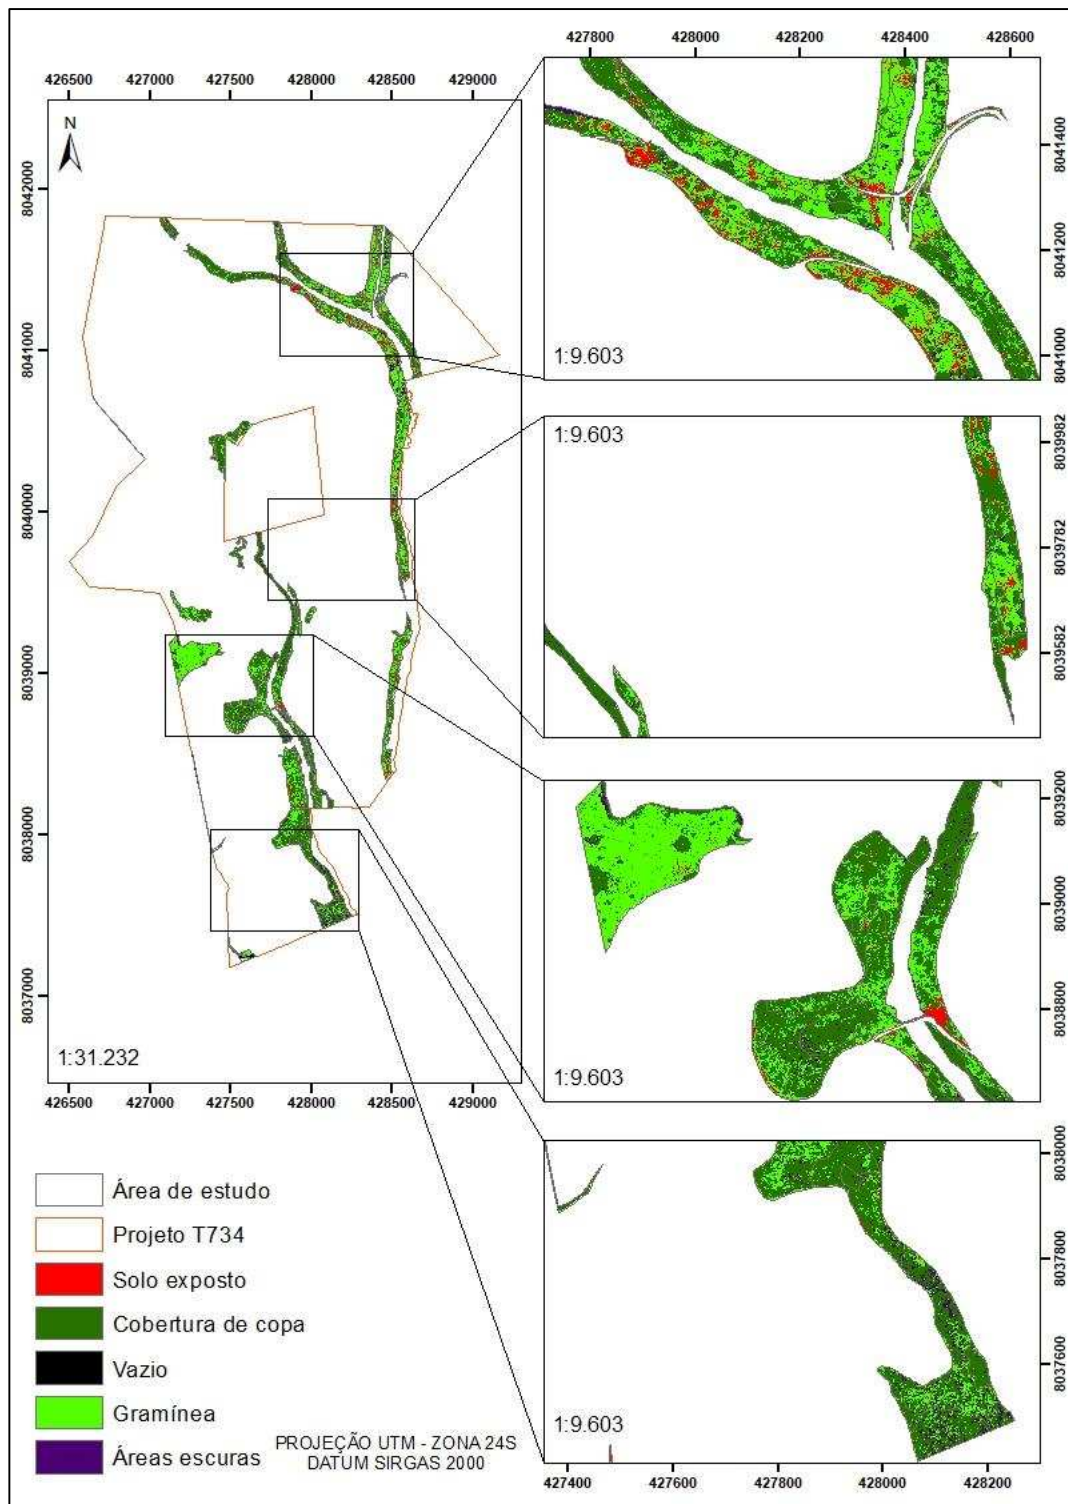 427800 428000 428200 428400 428600
426500 427000 427500 428000 428500 429000
N
8042000
8041000
8040000
8039000
8038000
8037000
1:31.232
426500 427000 427500 428000 428500 429000
8041400
8041200
8041000
1:9.603
1:9.603
8039982
8039782
8039582
8039200
8039000
8038800
1:9.603
8038000
8037800
8037600
1:9.603
427400 427600 427800 428000 428200
Área de estudo
Projeto T734
Solo exposto
Cobertura de copa
Vazio
Gramínea
Áreas escuras
PROJEÇÃO UTM - ZONA 24S
DATUM SIRGAS 2000